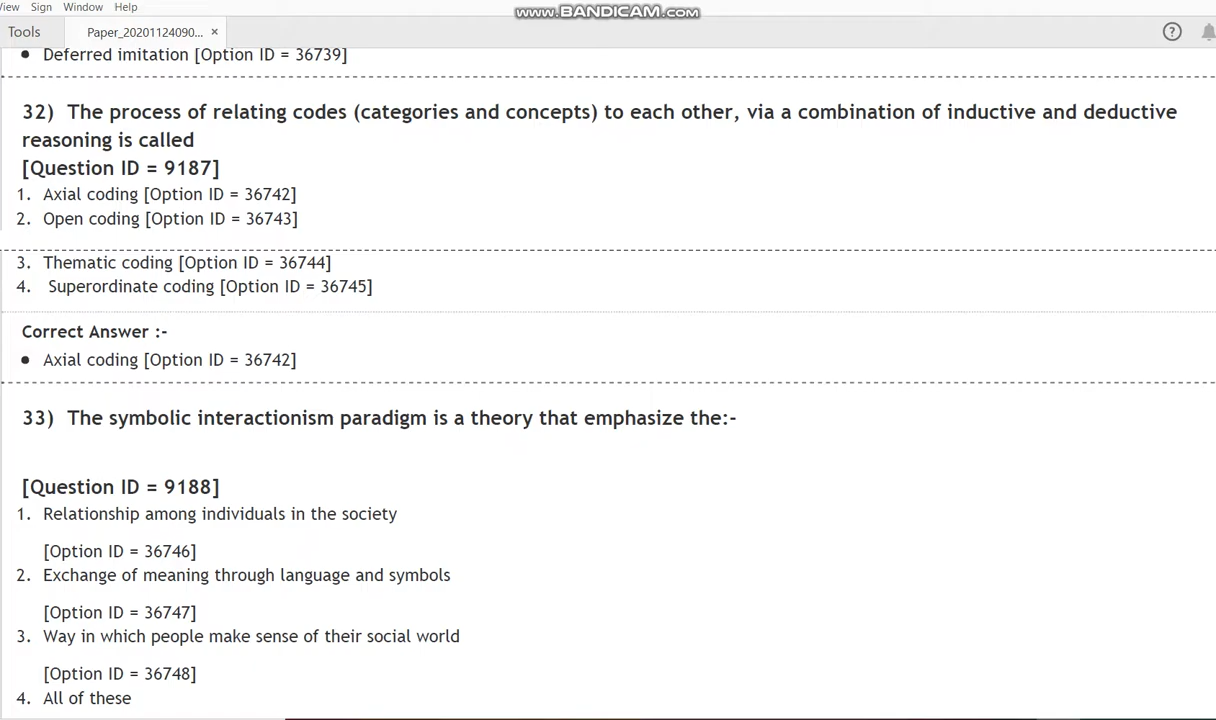 View Sign Window Help
www.BANDICAM.com
Tools Paper_20201124090... ×
• Deferred imitation [Option ID = 36739]
32) The process of relating codes (categories and concepts) to each other, via a combination of inductive and deductive
reasoning is called
[Question ID = 9187]
1. Axial coding [Option ID = 36742]
2. Open coding [Option ID = 36743]
3. Thematic coding [Option ID = 36744]
4. Superordinate coding [Option ID = 36745]
Correct Answer :-
• Axial coding [Option ID = 36742]
33) The symbolic interactionism paradigm is a theory that emphasize the:-
[Question ID = 9188]
1. Relationship among individuals in the society
[Option ID = 36746]
2. Exchange of meaning through language and symbols
[Option ID = 36747]
3. Way in which people make sense of their social world
[Option ID = 36748]
4. All of these